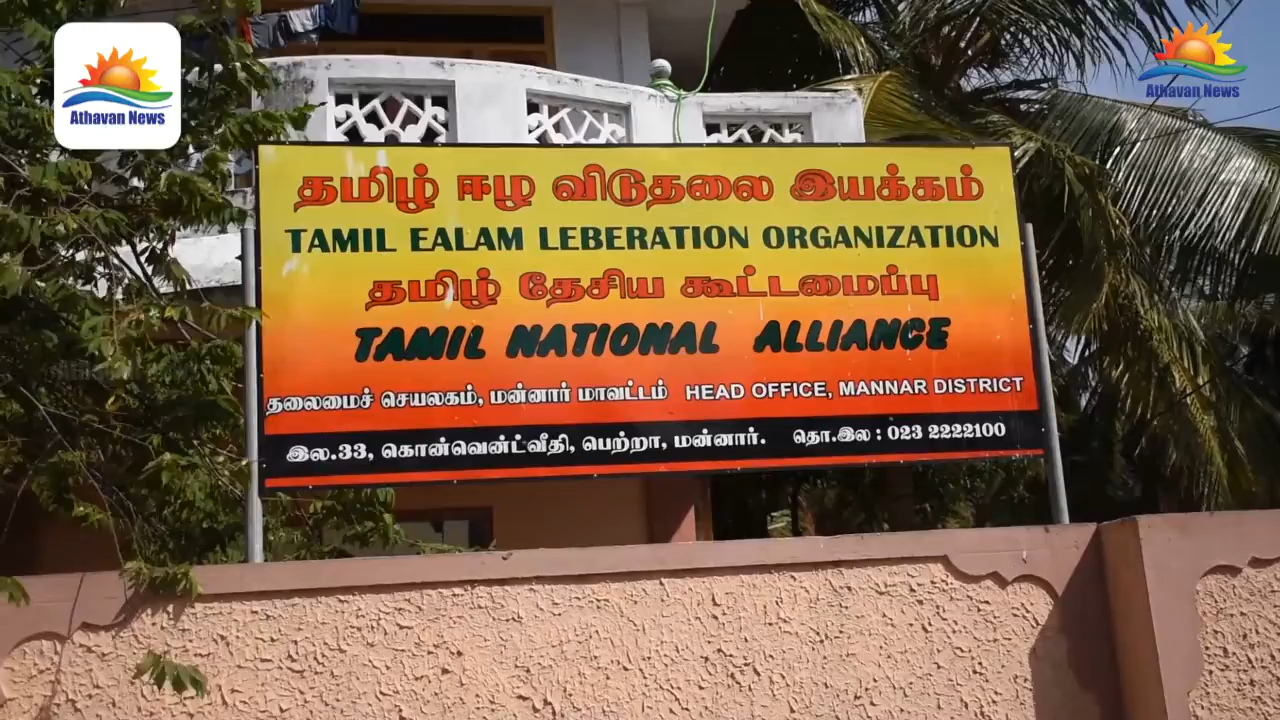 Athavan News
Athavan News
தமிழ் ஈழ விடுதலை இயக்கம்
TAMIL EALAM LEBERATION ORGANIZATION
தமிழ் தேசிய கூட்டமைப்பு
TAMIL NATIONAL ALLIANCE
தலைமைச் செயலகம், மன்னார் மாவட்டம் HEAD OFFICE, MANNAR DISTRICT
இல.33, கொன்வென்ட்வீதி, பெற்றா, மன்னார். தொ.இல : 023 2222100